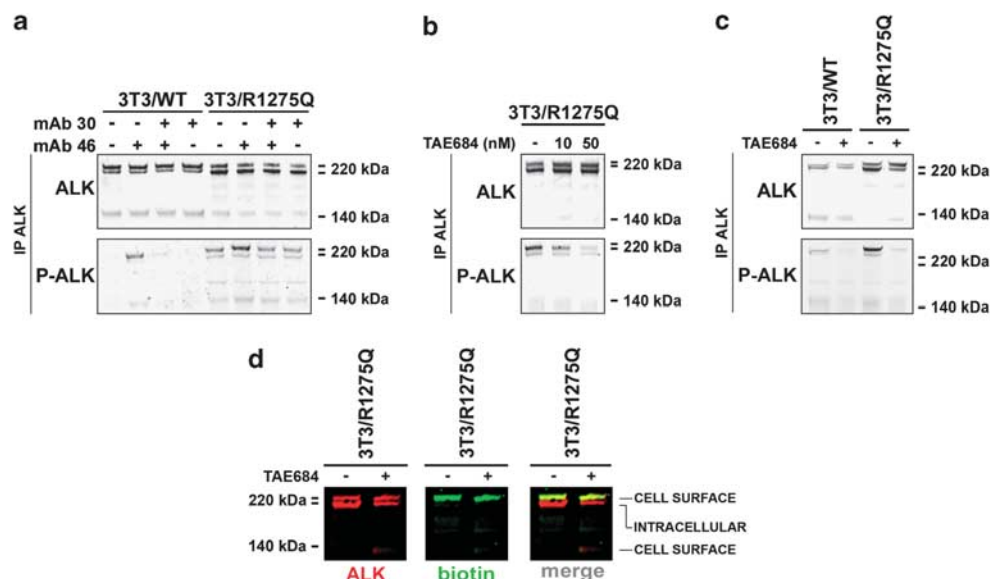 a
3T3/WT 3T3/R1275Q
mAb 30 - - + + - - + +
mAb 46 - + + - - + + -
IP ALK
ALK
= 220 kDa
- 140 kDa
P-ALK
= 220 kDa
- 140 kDa
b
3T3/R1275Q
TAE684 (nM) - 10 50
IP ALK
ALK
= 220 kDa
- 140 kDa
P-ALK
= 220 kDa
- 140 kDa
c
3T3/WT
3T3/R1275Q
TAE684 - + - +
IP ALK
ALK
= 220 kDa
- 140 kDa
P-ALK
= 220 kDa
- 140 kDa
d
3T3/R1275Q
3T3/R1275Q
3T3/R1275Q
TAE684 - + - + - +
220 kDa =
140 kDa -
CELL SURFACE
INTRACELLULAR
CELL SURFACE
ALK biotin merge